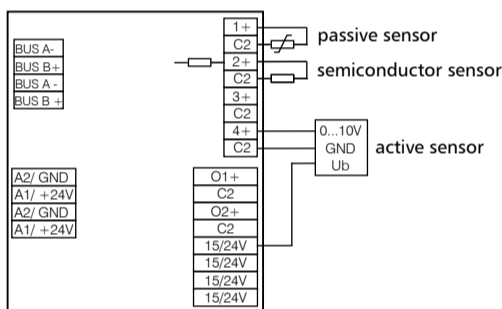 BUS A-
BUS B+
BUS A -
BUS B +
A2/ GND
A1/ +24V
A2/ GND
A1/ +24V
1+
C2
2+
C2
3+
C2
4+
C2
O1+
C2
O2+
C2
15/24V
15/24V
15/24V
15/24V
passive sensor
semiconductor sensor
0...10V
GND
Ub
active sensor